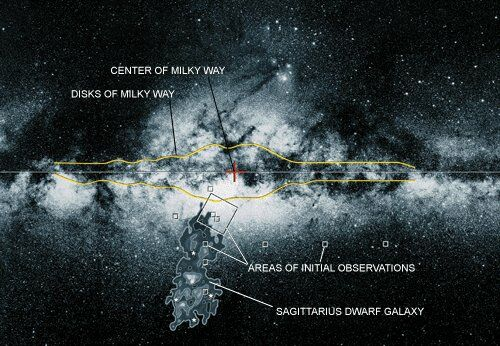 CENTER OF MILKY WAY
DISKS OF MILKY WAY
AREAS OF INITIAL OBSERVATIONS
SAGITTARIUS DWARF GALAXY